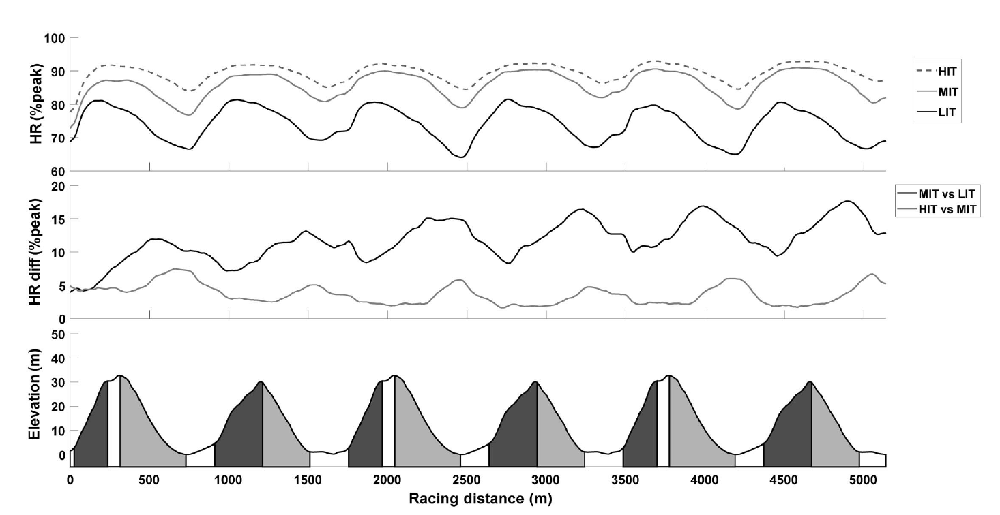 100
90
80
70
60
HR (%peak)
HIT
MIT
LIT
20
15
10
5
0
HR diff (%peak)
MIT vs LIT
HIT vs MIT
50
40
30
20
10
0
Elevation (m)
0 500 1000 1500 2000 2500 3000 3500 4000 4500 5000
Racing distance (m)